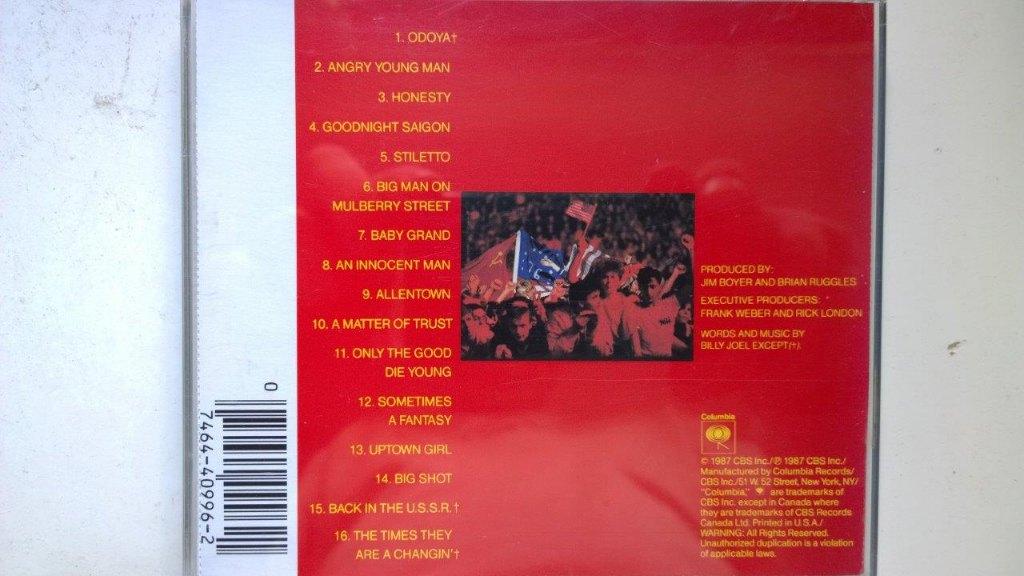 1. ODOYA†
2. ANGRY YOUNG MAN
3. HONESTY
4. GOODNIGHT SAIGON
5. STILETTO
6. BIG MAN ON
MULBERRY STREET
7. BABY GRAND
8. AN INNOCENT MAN
9. ALLENTOWN
10. A MATTER OF TRUST
11. ONLY THE GOOD
DIE YOUNG
12. SOMETIMES
A FANTASY
13. UPTOWN GIRL
14. BIG SHOT
15. BACK IN THE U.S.S.R.†
16. THE TIMES THEY
ARE A CHANGIN'†
PRODUCED BY:
JIM BOYER AND BRIAN RUGGLES
EXECUTIVE PRODUCERS:
FRANK WEBER AND RICK LONDON
WORDS AND MUSIC BY
BILLY JOEL EXCEPT(†).
Columbia
© 1987 CBS Inc./℗ 1987 CBS Inc./
Manufactured by Columbia Records/
CBS Inc./51 W. 52 Street, New York, NY/
"Columbia," are trademarks of
CBS Inc. except in Canada where
they are trademarks of CBS Records
Canada Ltd. Printed in U.S.A./
WARNING: All Rights Reserved.
Unauthorized duplication is a violation
of applicable laws.
0
7464-40996-2